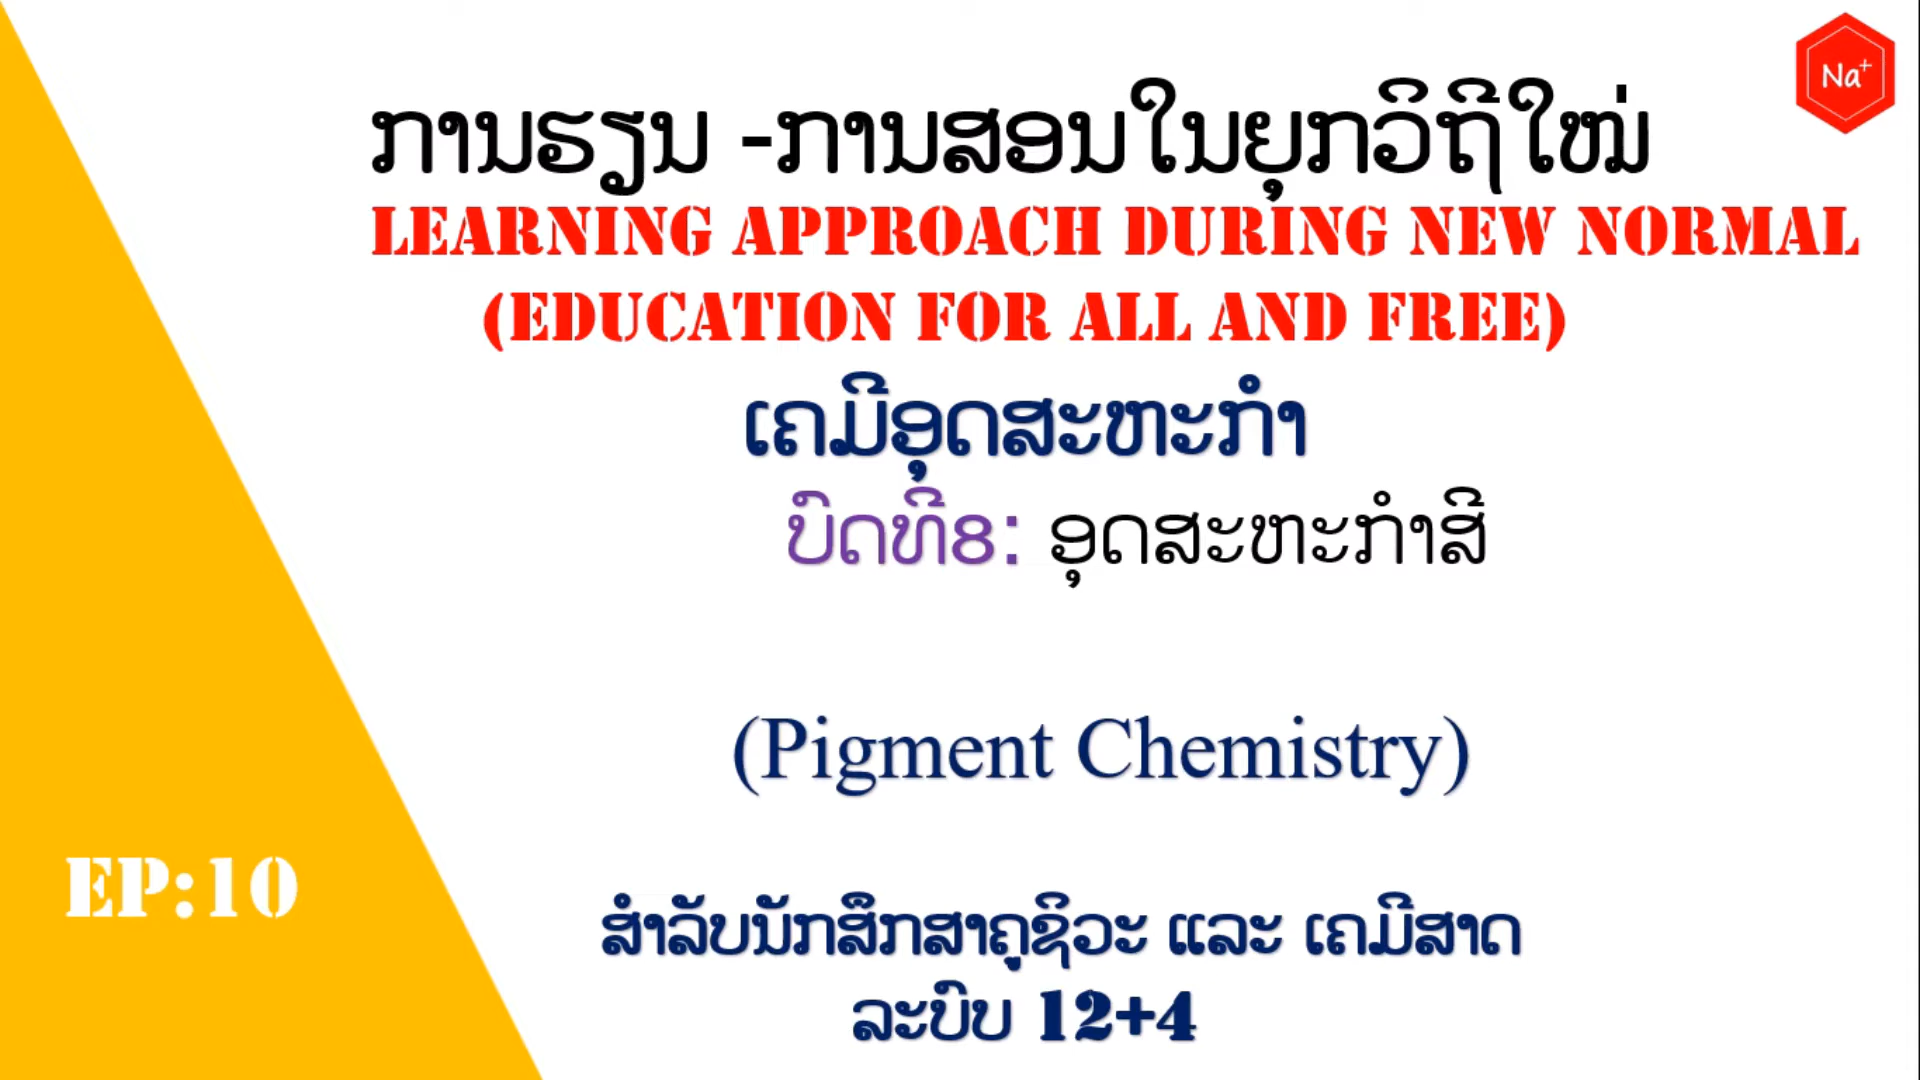 Na+
ການຮຽນ -ການສອນໃນຍຸກວິຖີໃໝ່
LEARNING APPROACH DURING NEW NORMAL
(EDUCATION FOR ALL AND FREE)
ເຄມີອຸດສະຫະກຳ
ບົດທີ8: ອຸດສະຫະກຳສີ
(Pigment Chemistry)
EP:10
ສຳລັບນັກສຶກສາຄູຊີວະ ແລະ ເຄມີສາດ
ລະບົບ 12+4